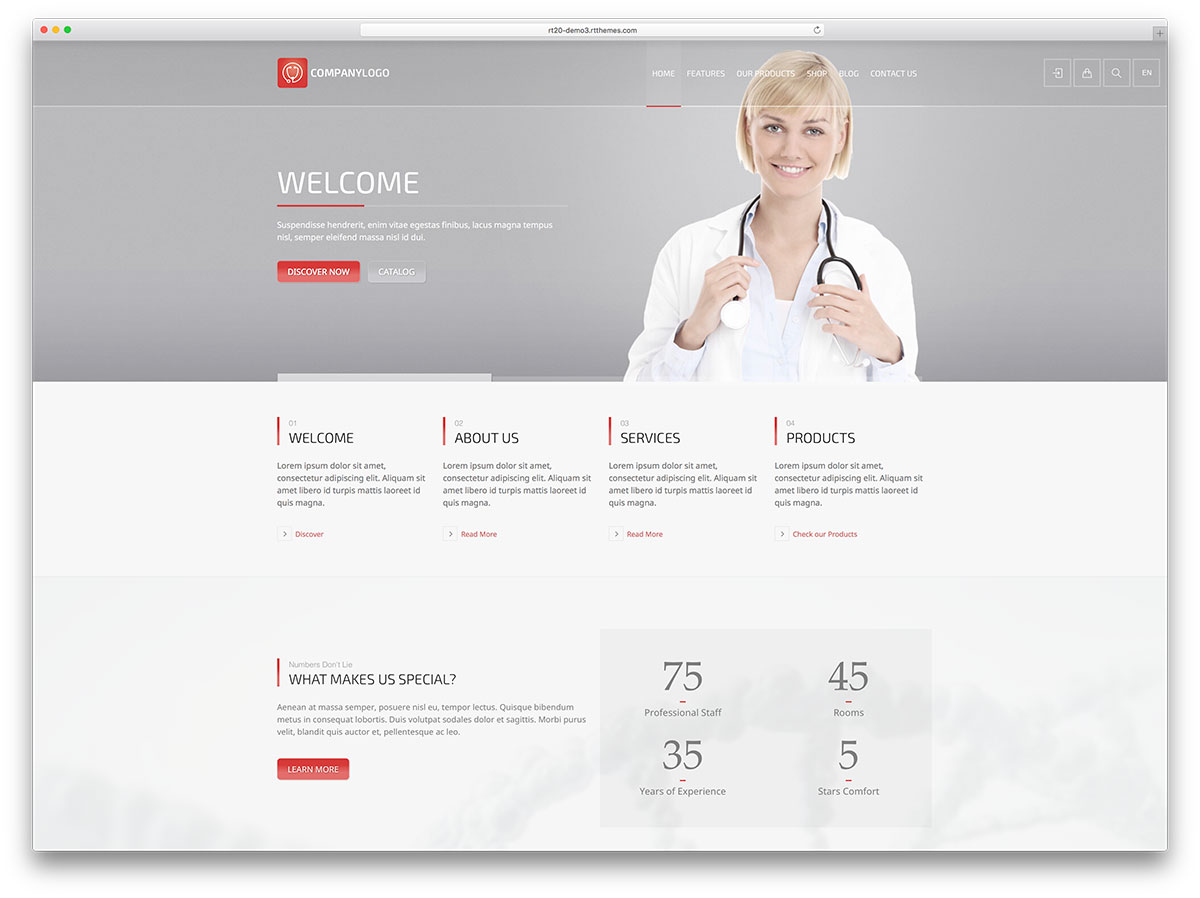 rt20-demo3.rtthemes.com
COMPANYLOGO
HOME FEATURES OUR PRODUCTS SHOP BLOG CONTACT US
EN
WELCOME
Suspendisse hendrerit, enim vitae egestas finibus, lacus magna tempus
nisl, semper eleifend massa nisl id dui.
DISCOVER NOW CATALOG
01
WELCOME
Lorem ipsum dolor sit amet,
consectetur adipiscing elit. Aliquam sit
amet libero id turpis mattis laoreet id
quis magna.
Discover
02
ABOUT US
Lorem ipsum dolor sit amet,
consectetur adipiscing elit. Aliquam sit
amet libero id turpis mattis laoreet id
quis magna.
Read More
03
SERVICES
Lorem ipsum dolor sit amet,
consectetur adipiscing elit. Aliquam sit
amet libero id turpis mattis laoreet id
quis magna.
Read More
04
PRODUCTS
Lorem ipsum dolor sit amet,
consectetur adipiscing elit. Aliquam sit
amet libero id turpis mattis laoreet id
quis magna.
Check our Products
Numbers Don't Lie
WHAT MAKES US SPECIAL?
Aenean at massa semper, posuere nisl eu, tempor lectus. Quisque bibendum
metus in consequat lobortis. Duis volutpat sodales dolor et sagittis. Morbi purus
velit, blandit quis auctor et, pellentesque ac leo.
LEARN MORE
75
Professional Staff
45
Rooms
35
Years of Experience
5
Stars Comfort